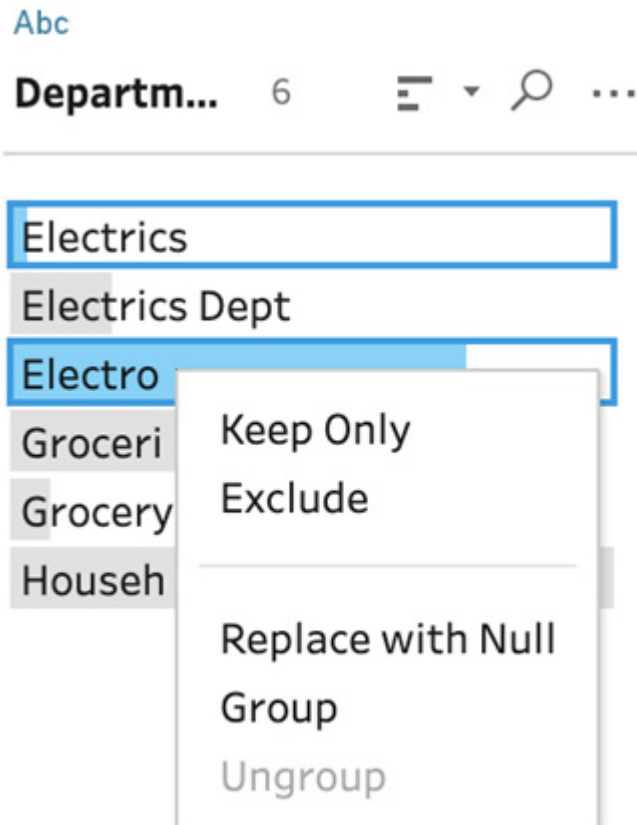 Abc
Departm... 6
Electrics
Electrics Dept
Electro
Groceri
Grocery
Househ
Keep Only
Exclude
Replace with Null
Group
Ungroup